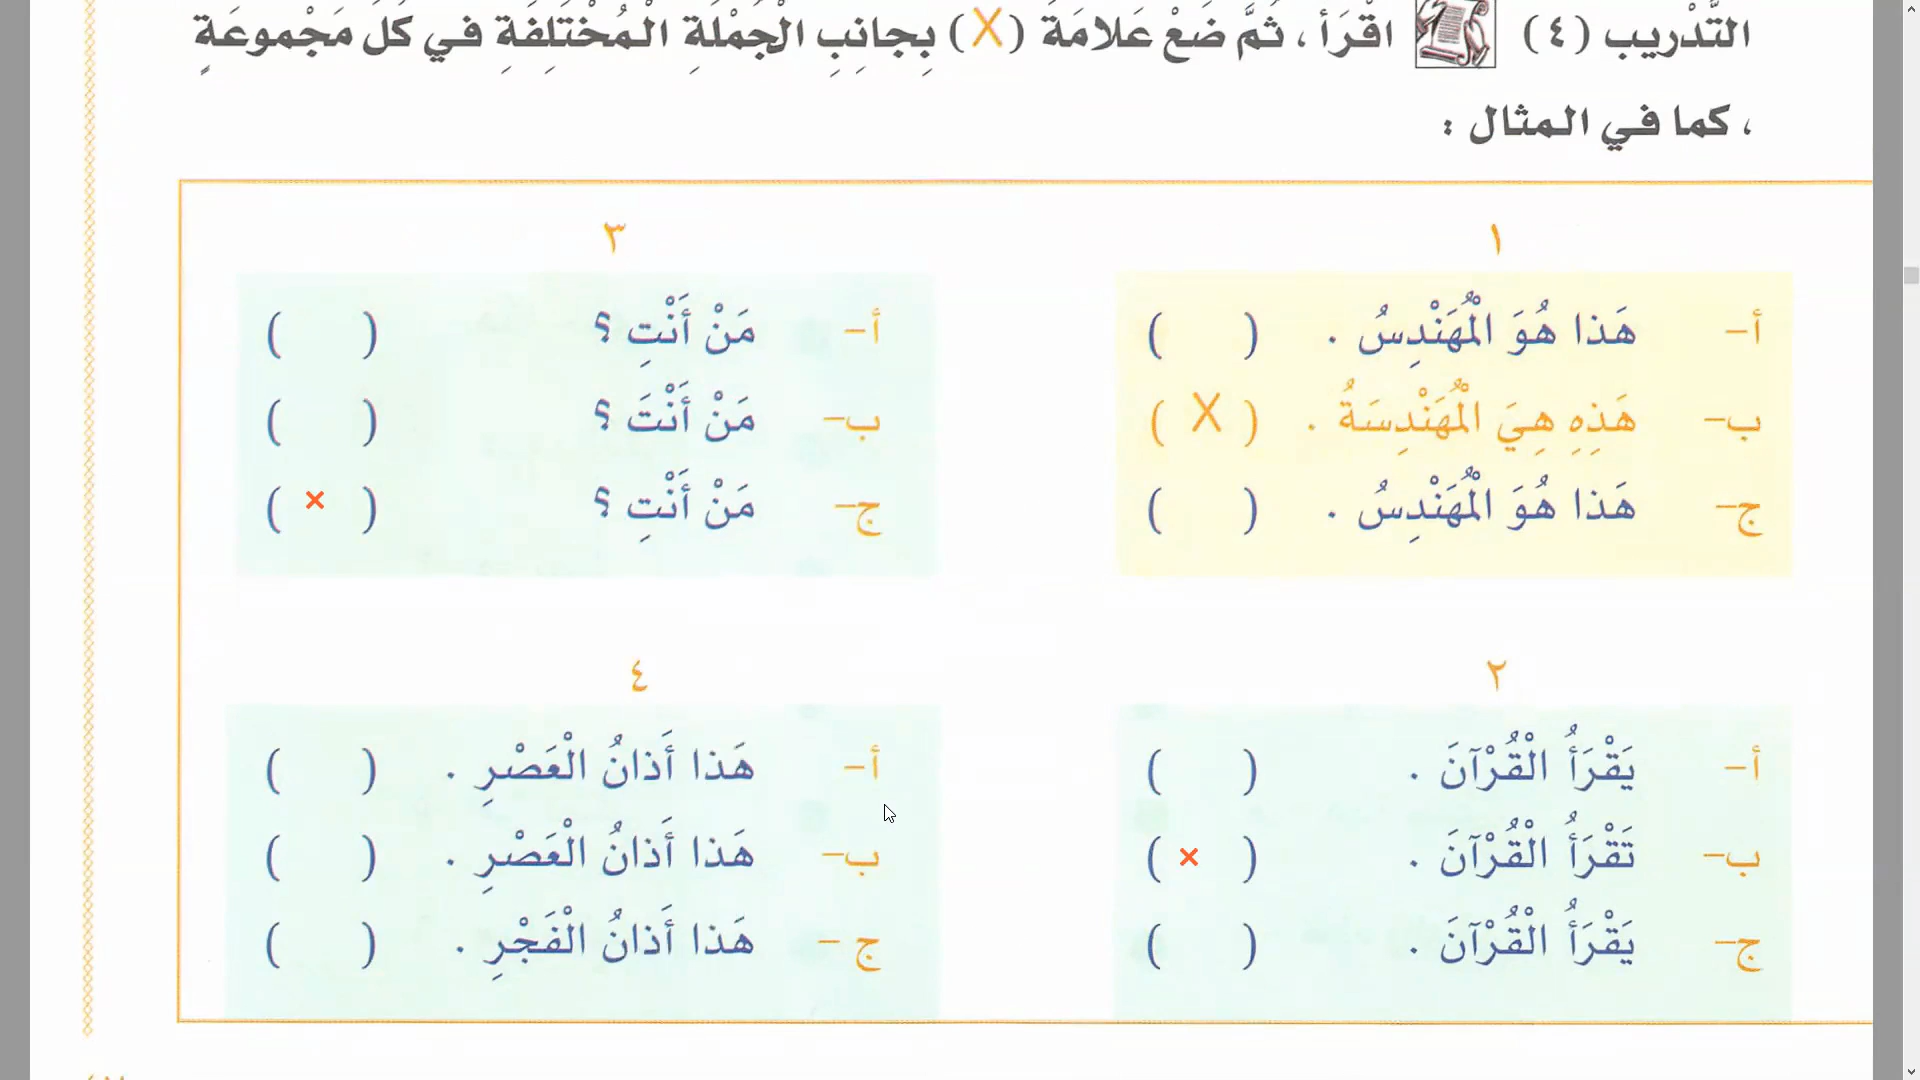 التَّدْرِيب (٤) اقْرَأ ، ثُمَّ ضَعْ عَلامَةَ (X) بِجانِبِ الْجُمْلَةِ الْمُخْتَلِفَةِ في كُلِّ مَجْموعَةٍ
، كما في المثال :
١
أ- هَذا هُوَ الْمُهَنْدِسُ . ( )
ب- هَذِهِ هِيَ الْمُهَنْدِسَةُ . ( X )
ج- هَذا هُوَ الْمُهَنْدِسُ . ( )
٢
أ- يَقْرَأُ الْقُرْآنَ . ( )
ب- تَقْرَأُ الْقُرْآنَ . ( × )
ج- يَقْرَأُ الْقُرْآنَ . ( )
٣
أ- مَنْ أَنْتِ ؟ ( )
ب- مَنْ أَنْتَ ؟ ( )
ج- مَنْ أَنْتِ ؟ ( × )
٤
أ- هَذا أَذانُ الْعَصْرِ . ( )
ب- هَذا أَذانُ الْعَصْرِ . ( )
ج - هَذا أَذانُ الْفَجْرِ . ( )